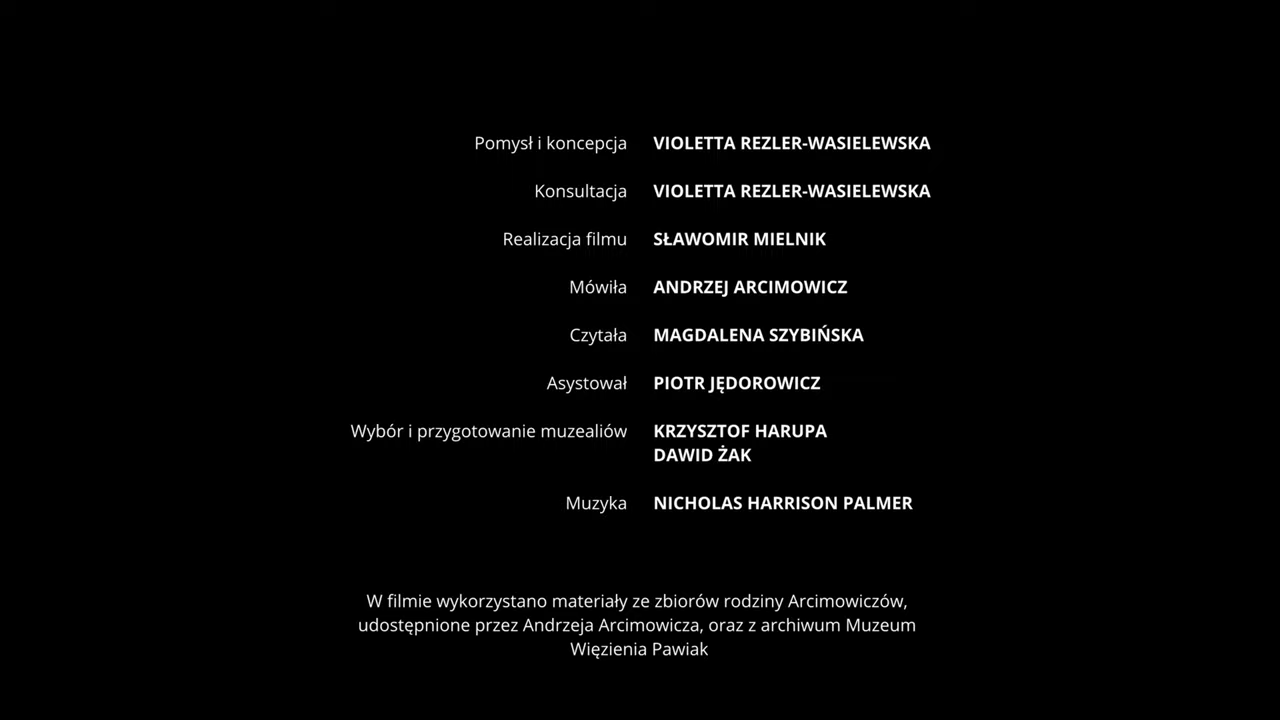 Pomysł i koncepcja VIOLETTA REZLER-WASIELEWSKA
Konsultacja VIOLETTA REZLER-WASIELEWSKA
Realizacja filmu SŁAWOMIR MIELNIK
Mówiła ANDRZEJ ARCIMOWICZ
Czytała MAGDALENA SZYBIŃSKA
Asystował PIOTR JĘDOROWICZ
Wybór i przygotowanie muzealiów KRZYSZTOF HARUPA
DAWID ŻAK
Muzyka NICHOLAS HARRISON PALMER
W filmie wykorzystano materiały ze zbiorów rodziny Arcimowiczów,
udostępnione przez Andrzeja Arcimowicza, oraz z archiwum Muzeum
Więzienia Pawiak